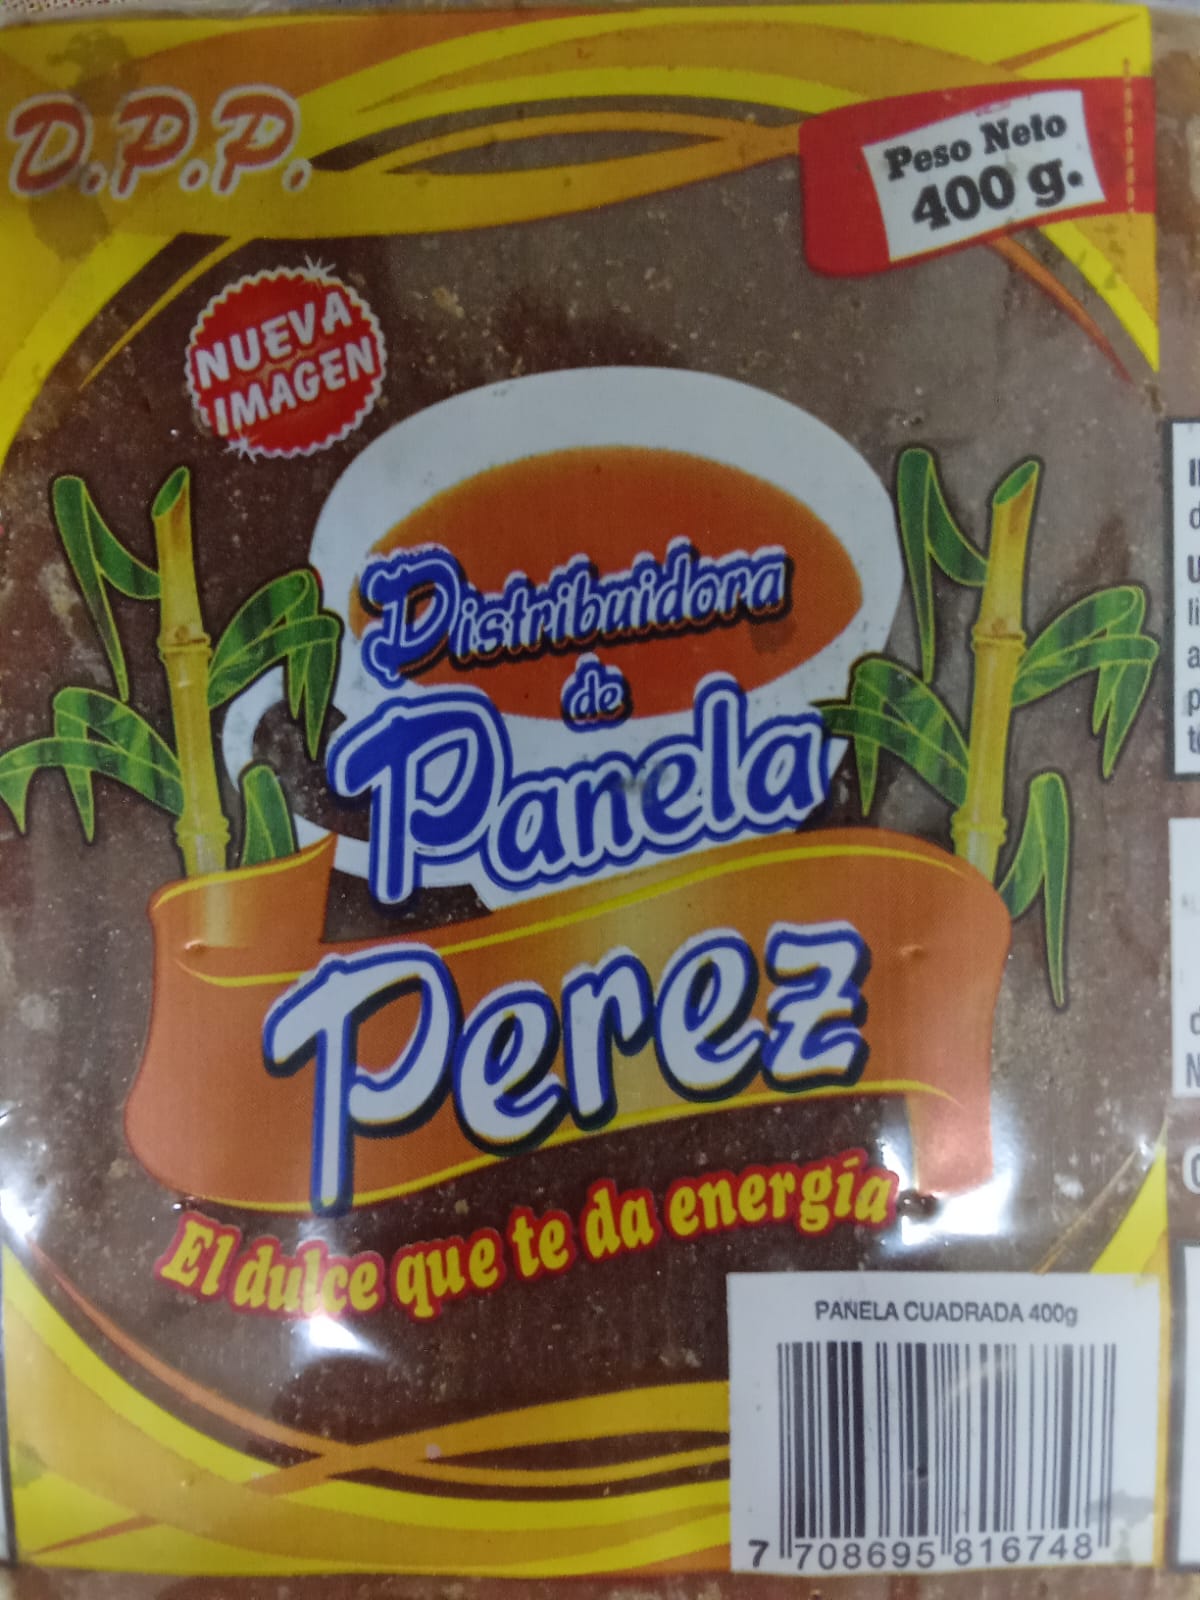 D.P.P.
Peso Neto
400 g.
NUEVA
IMAGEN
Distribuidora
de
Panela
Perez
El dulce que te da energía
PANELA CUADRADA 400g
7 708695 816748